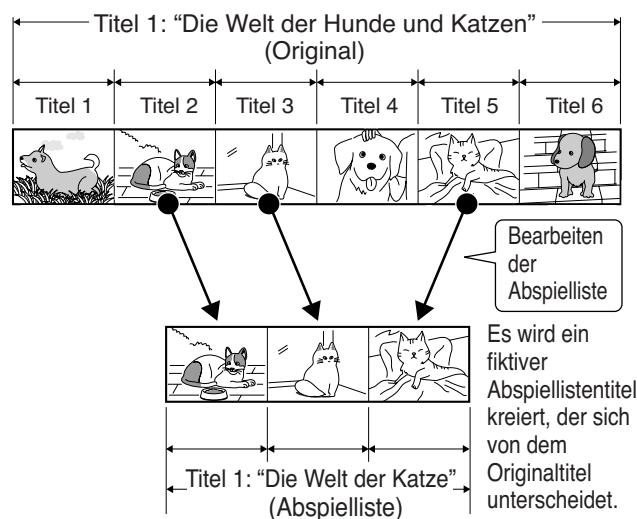 Titel 1: “Die Welt der Hunde und Katzen”
(Original)
Titel 1 Titel 2 Titel 3 Titel 4 Titel 5 Titel 6
Bearbeiten
der
Abspielliste
Es wird ein
fiktiver
Abspiellistentitel
kreiert, der sich
von dem
Originaltitel
unterscheidet.
Titel 1: “Die Welt der Katze”
(Abspielliste)